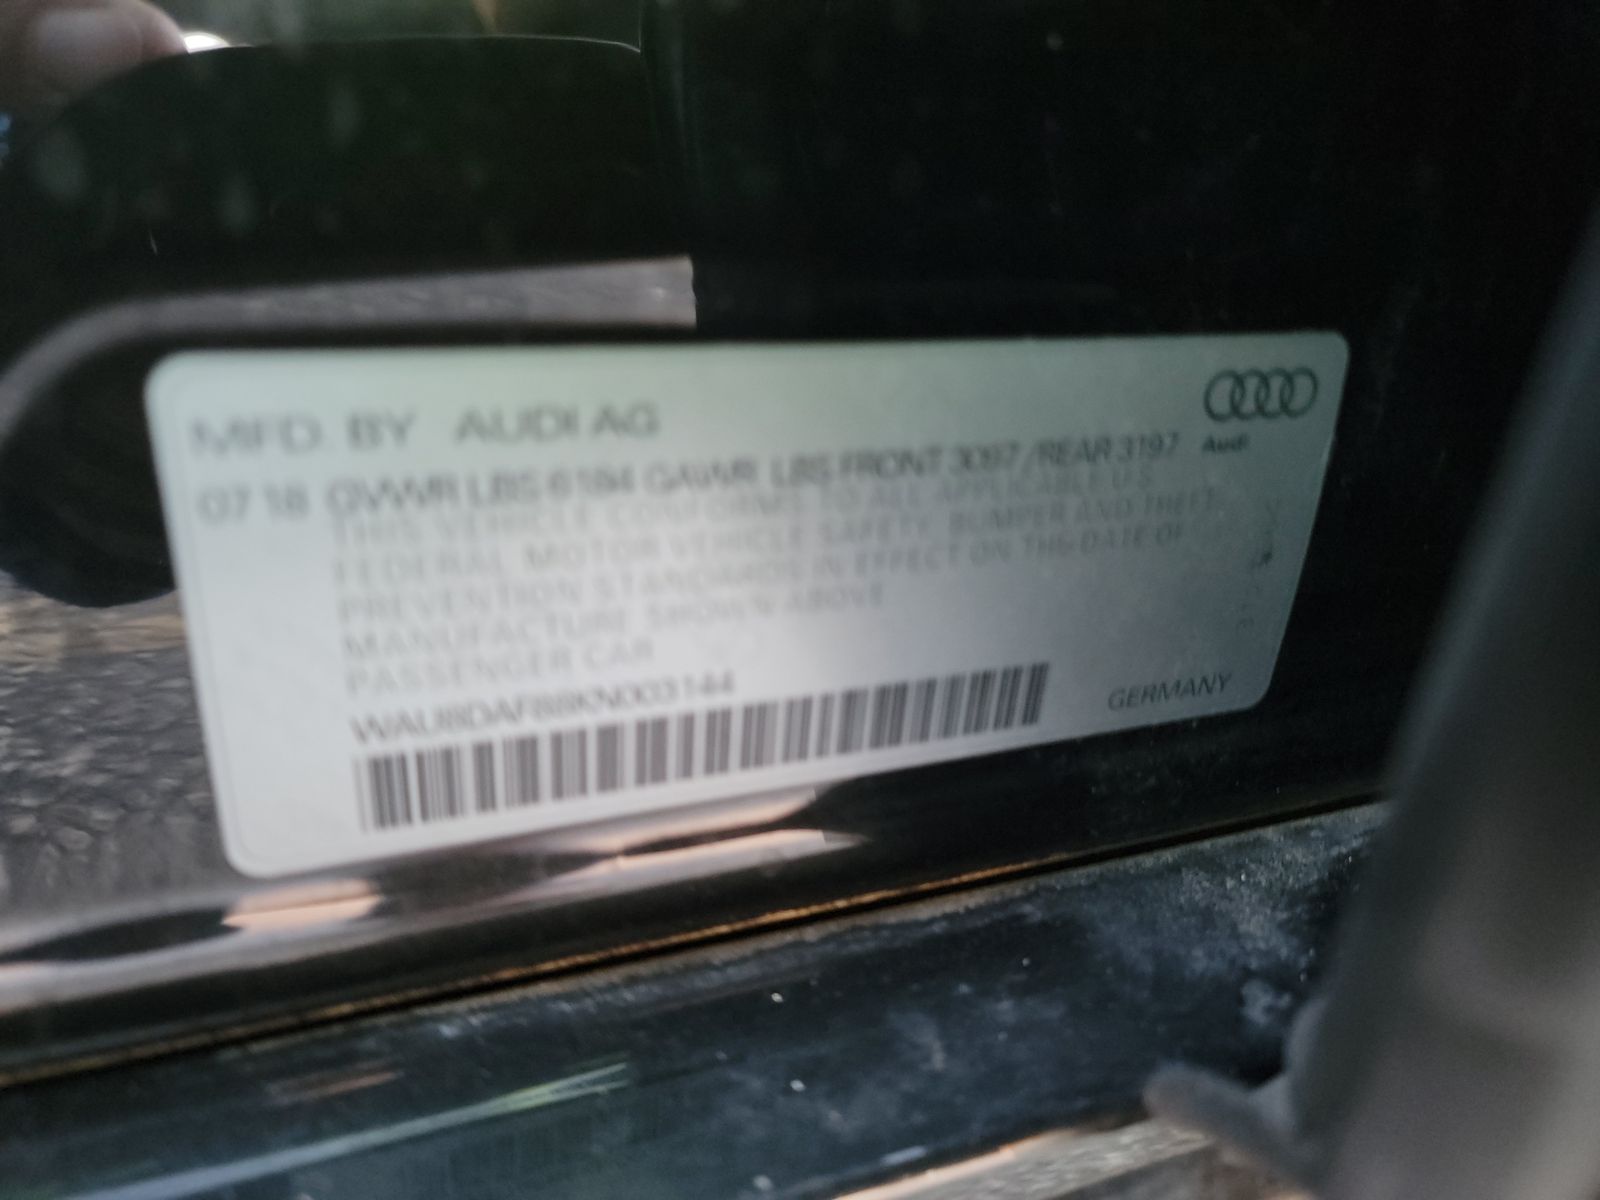 MFD. BY AUDI AG
Audi
07 18 GVWR LBS 6184 GAWR LBS FRONT 3097 / REAR 3197
THIS VEHICLE CONFORMS TO ALL APPLICABLE U.S.
FEDERAL MOTOR VEHICLE SAFETY, BUMPER AND THEFT
PREVENTION STANDARDS IN EFFECT ON THE DATE OF
MANUFACTURE SHOWN ABOVE
PASSENGER CAR
GERMANY